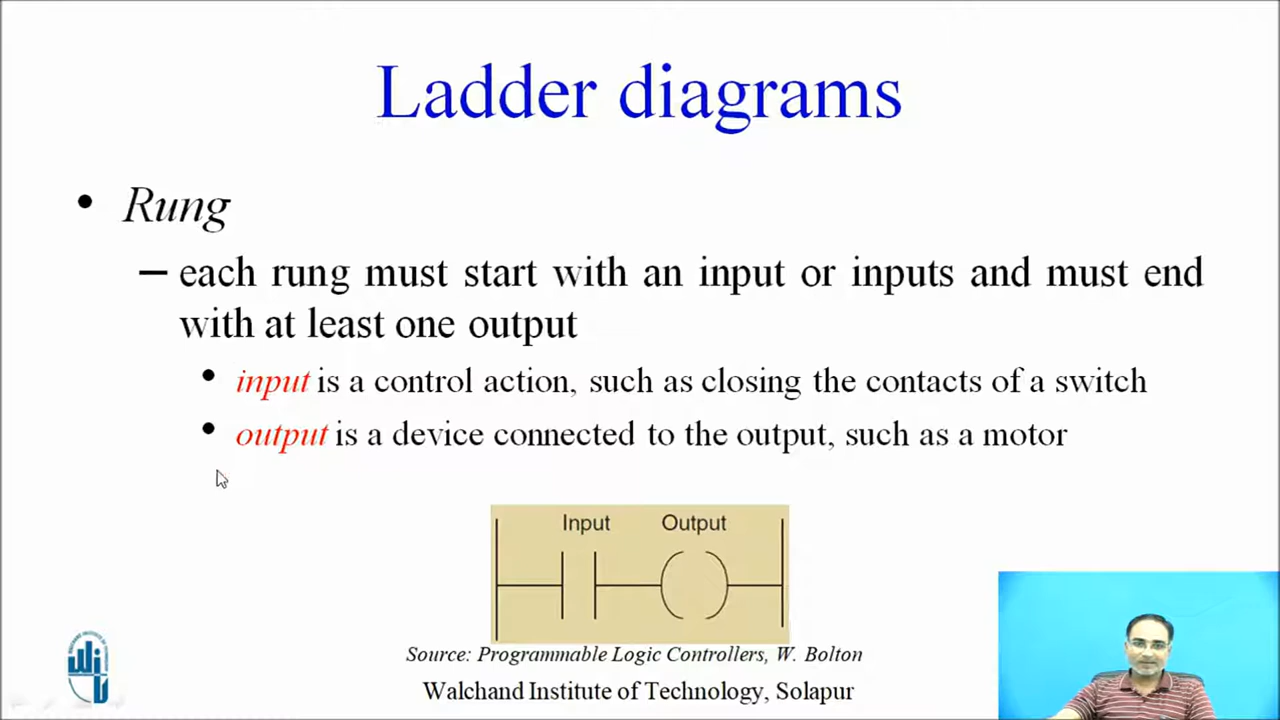 Ladder diagrams
• Rung
– each rung must start with an input or inputs and must end
with at least one output
• input is a control action, such as closing the contacts of a switch
• output is a device connected to the output, such as a motor
Input Output
Source: Programmable Logic Controllers, W. Bolton
Walchand Institute of Technology, Solapur